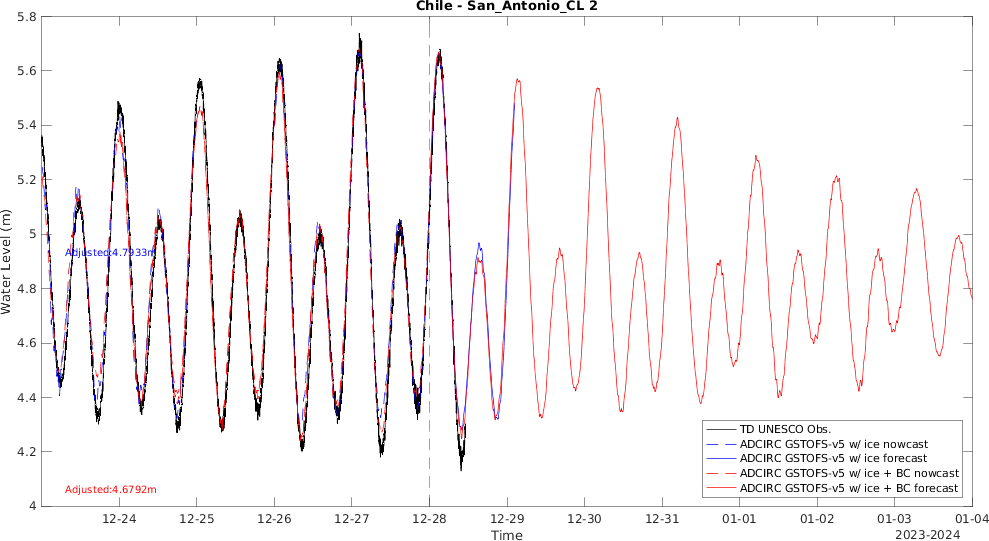 Chile - San_Antonio_CL 2
Water Level (m)
5.8
5.6
5.4
5.2
5
4.8
4.6
4.4
4.2
4
Adjusted:4.7933m
Adjusted:4.6792m
TD UNESCO Obs.
ADCIRC GSTOFS-v5 w/ ice nowcast
ADCIRC GSTOFS-v5 w/ ice forecast
ADCIRC GSTOFS-v5 w/ ice + BC nowcast
ADCIRC GSTOFS-v5 w/ ice + BC forecast
12-24 12-25 12-26 12-27 12-28 12-29 12-30 12-31 01-01 01-02 01-03 01-04
Time
2023-2024